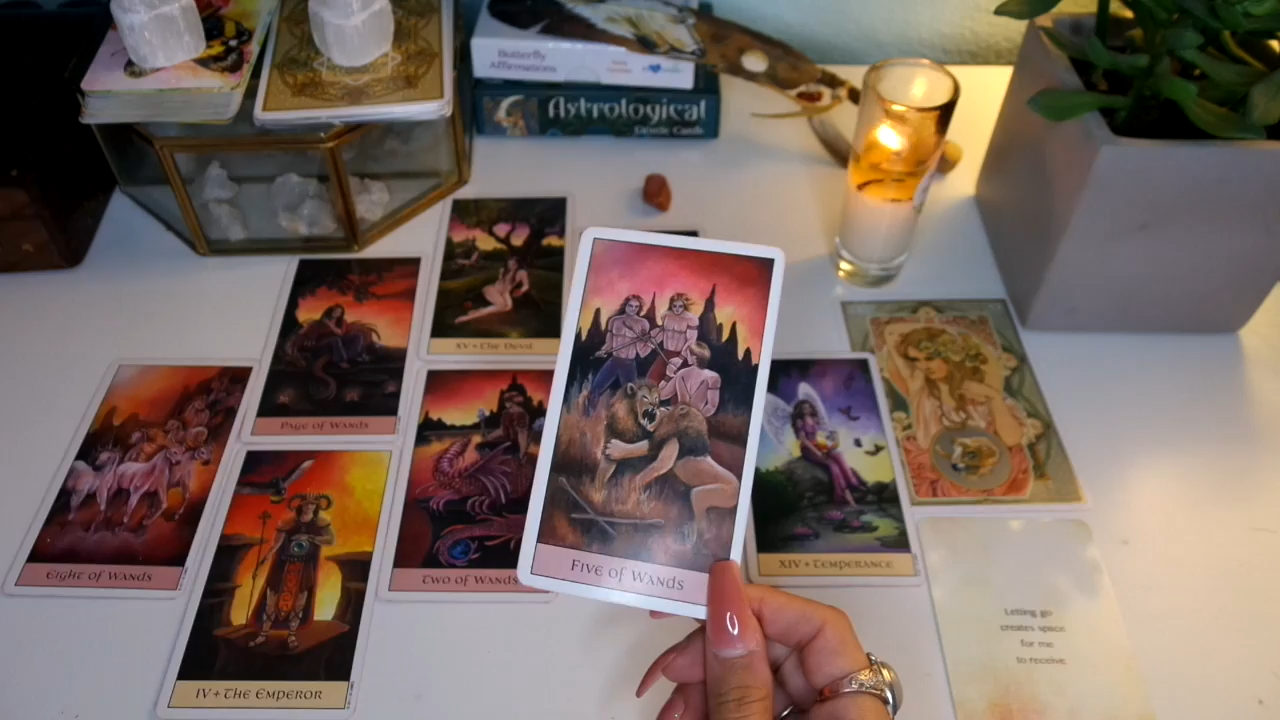 Butterfly
Affirmations
Astrological
Oracle Cards
XV + The Devil
Page of Wands
Eight of Wands
Two of Wands
Five of Wands
XIV + Temperance
IV + The Emperor
Letting go
creates space
for me
to receive